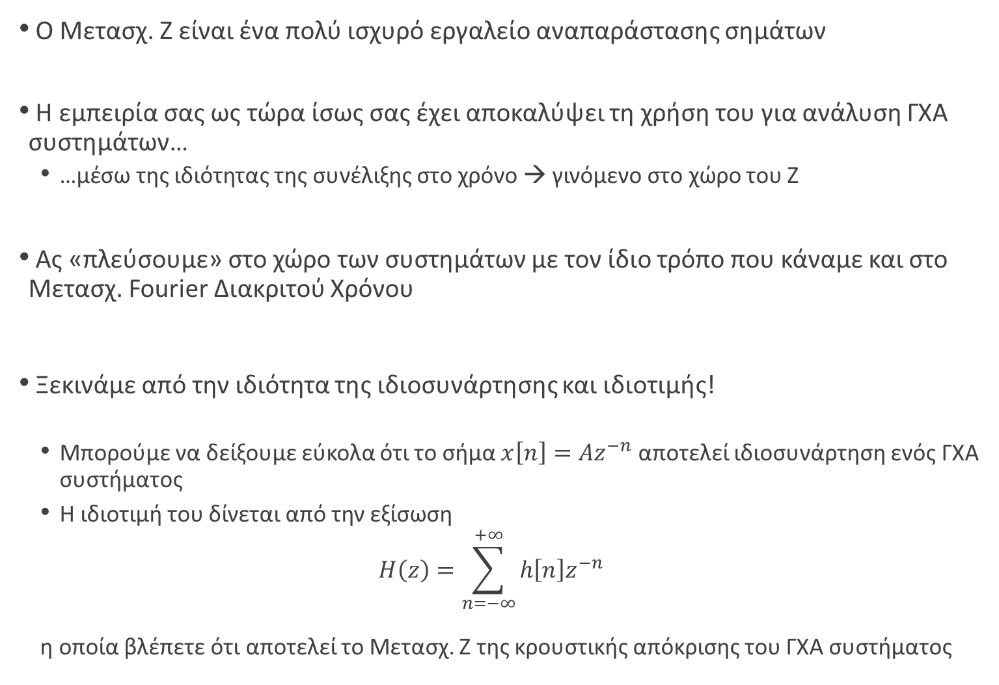 • Ο Μετασχ. Ζ είναι ένα πολύ ισχυρό εργαλείο αναπαράστασης σημάτων
• Η εμπειρία σας ως τώρα ίσως σας έχει αποκαλύψει τη χρήση του για ανάλυση ΓΧΑ
συστημάτων…
• …μέσω της ιδιότητας της συνέλιξης στο χρόνο → γινόμενο στο χώρο του Ζ
• Ας «πλεύσουμε» στο χώρο των συστημάτων με τον ίδιο τρόπο που κάναμε και στο
Μετασχ. Fourier Διακριτού Χρόνου
• Ξεκινάμε από την ιδιότητα της ιδιοσυνάρτησης και ιδιοτιμής!
• Μπορούμε να δείξουμε εύκολα ότι το σήμα x[n] = Az⁻ⁿ αποτελεί ιδιοσυνάρτηση ενός ΓΧΑ
συστήματος
• Η ιδιοτιμή του δίνεται από την εξίσωση
+∞
H(z) = ∑ h[n]z⁻ⁿ
n=−∞
η οποία βλέπετε ότι αποτελεί το Μετασχ. Ζ της κρουστικής απόκρισης του ΓΧΑ συστήματος